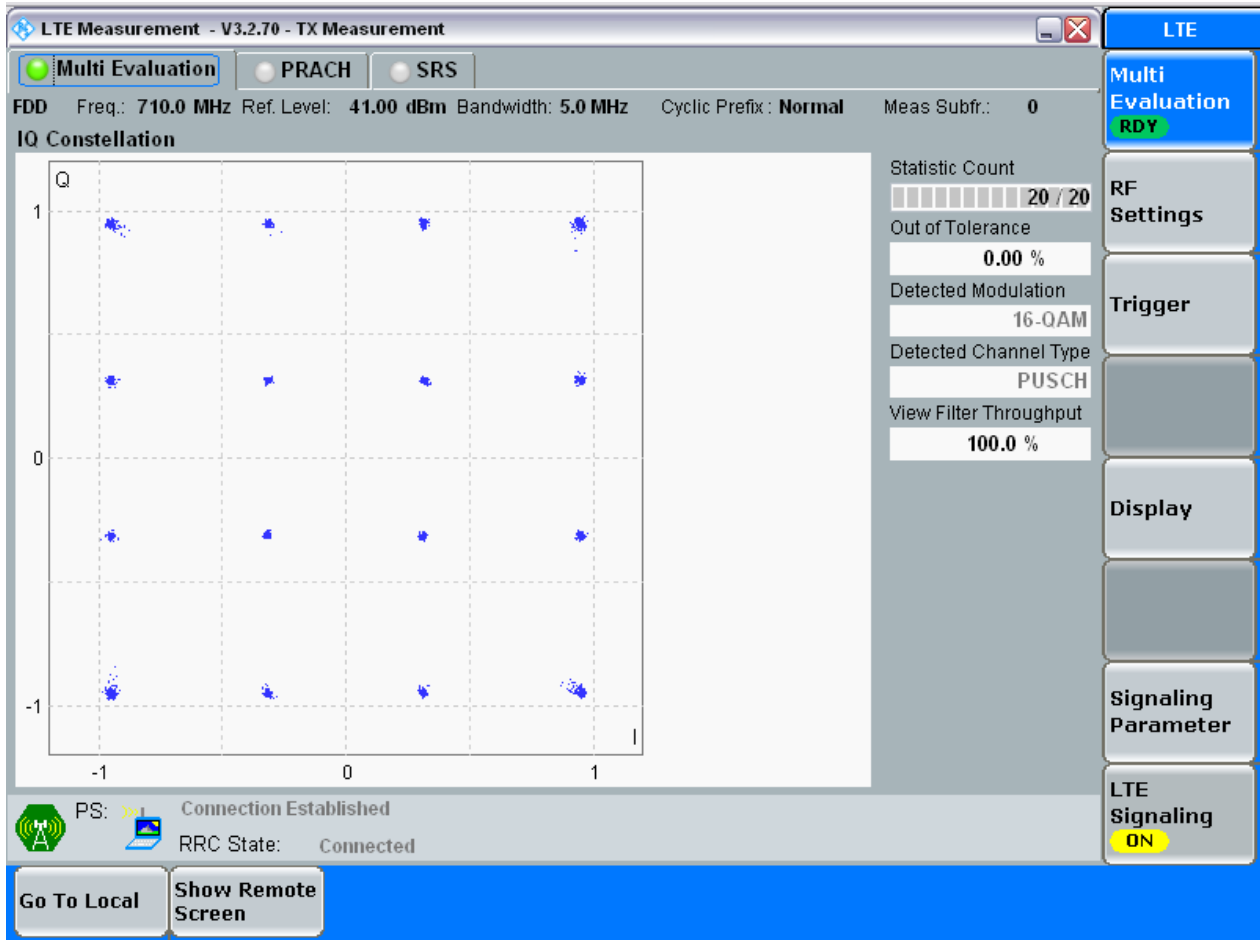 LTE Measurement - V3.2.70 - TX Measurement
LTE
Multi Evaluation PRACH SRS
FDD Freq.: 710.0 MHz Ref. Level: 41.00 dBm Bandwidth: 5.0 MHz Cyclic Prefix : Normal Meas Subfr.: 0
IQ Constellation
Q
1
0
-1
I
-1 0 1
Statistic Count
20 / 20
Out of Tolerance
0.00 %
Detected Modulation
16-QAM
Detected Channel Type
PUSCH
View Filter Throughput
100.0 %
Multi
Evaluation
RDY
RF
Settings
Trigger
Display
Signaling
Parameter
LTE
Signaling
ON
PS: Connection Established
RRC State: Connected
Go To Local
Show Remote
Screen